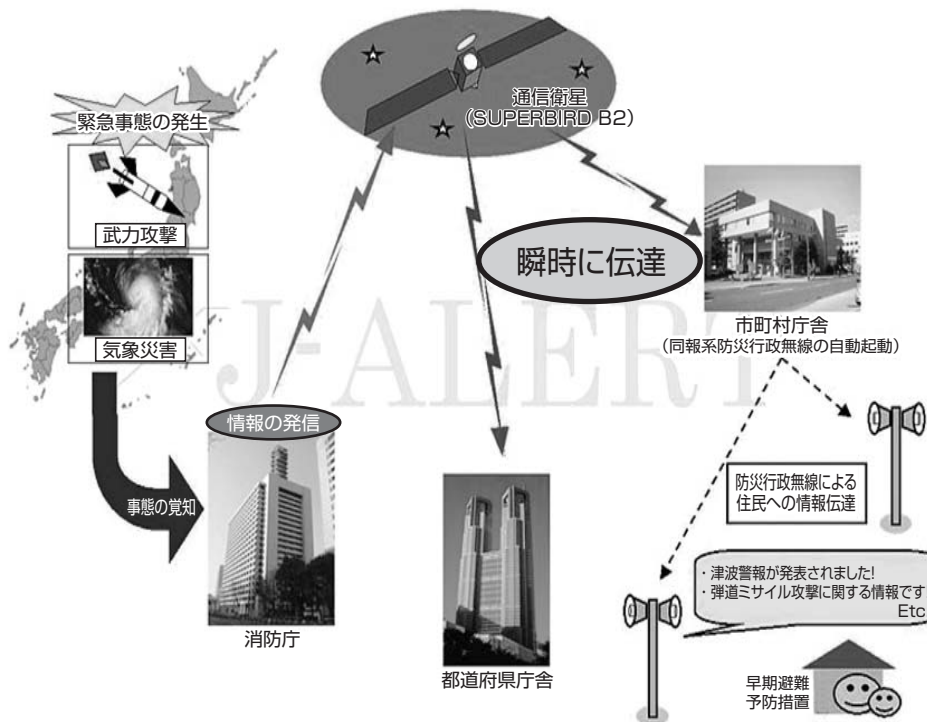 緊急事態の発生
武力攻撃
気象災害
事態の覚知
情報の発信
消防庁
通信衛星
(SUPERBIRD B2)
瞬時に伝達
J-ALERT
都道府県庁舎
市町村庁舎
(同報系防災行政無線の自動起動)
防災行政無線による
住民への情報伝達
・津波警報が発表されました!
・弾道ミサイル攻撃に関する情報です
Etc
早期避難
予防措置